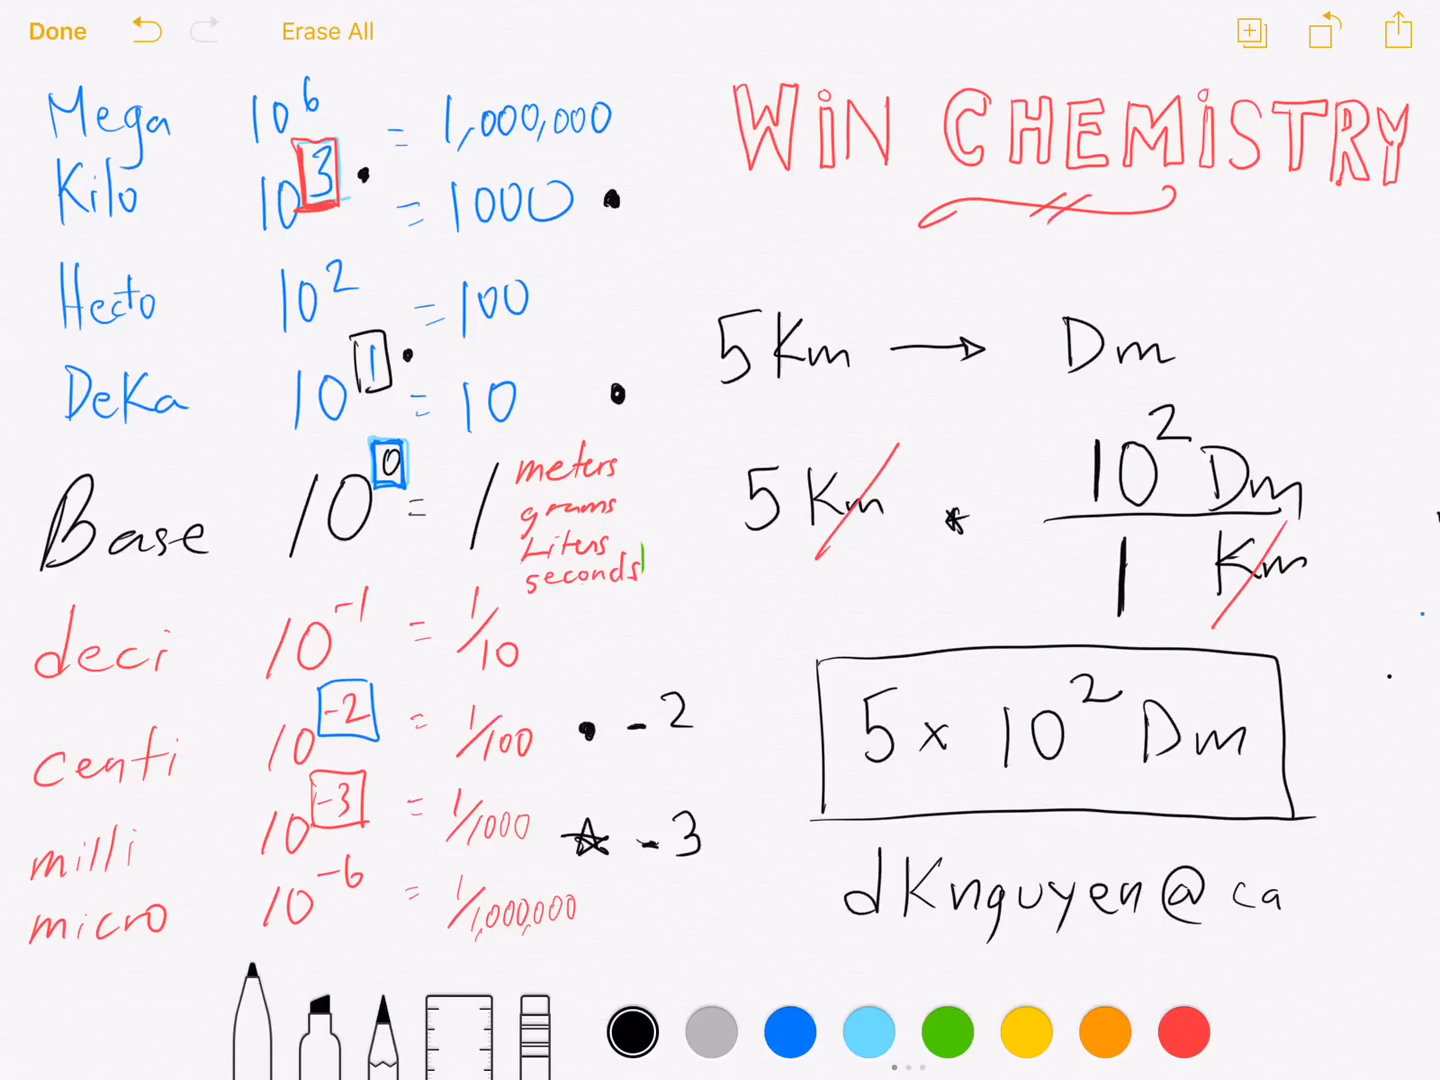 Done
Erase All
WiN CHEMiSTRY
Mega 10^6 = 1,000,000
Kilo 10^3 = 1000
Hecto 10^2 = 100
DeKa 10^1 = 10
Base 10^0 = 1 meters
grams
Liters
seconds
deci 10^-1 = 1/10
centi 10^-2 = 1/100 • -2
milli 10^-3 = 1/1000 ☆ -3
micro 10^-6 = 1/1,000,000
5 Km → Dm
5 Km * 10^2 Dm
1 Km
5 x 10^2 Dm
dKnguyen@ca